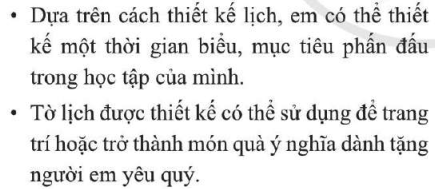 • Dựa trên cách thiết kế lịch, em có thể thiết
kế một thời gian biểu, mục tiêu phấn đấu
trong học tập của mình.
• Tờ lịch được thiết kế có thể sử dụng để trang
trí hoặc trở thành món quà ý nghĩa dành tặng
người em yêu quý.